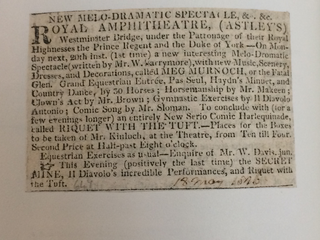 NEW MELO-DRAMATIC SPECTACLE, &c. &c.
ROYAL AMPHITHEATRE, (ASTLEY'S)
Westminster Bridge, under the Patronage of their Royal
Highnesses the Prince Regent and the Duke of York—On Mon-
day next, 20th inst. (1st time) a new interesting Melo-Dramatic
Spectacle (written by Mr. W. Barrymore), with new Music, Scenery,
Dresses, and Decorations, called MEG MURNOCH, or the Fatal
Glen. Grand Equestrian Entrée, Pas Seul, Haydn's Minuet, and
Country Dance, by 30 Horses; Horsemanship by Mr. Makeen;
Clown's Act by Mr. Brown; Gymnastic Exercises by Il Diavolo
Antonio; Comic Song by Mr. Sloman. To conclude with (for a
few evenings longer) an entirely New Serio Comic Harlequinade,
called RIQUET WITH THE TUFT.—Places for the Boxes
to be taken of Mr. Kinloch, at the Theatre, from Ten till Four.
Second Price at Half-past Eight o'clock.
Equestrian Exercises as usual—Enquire of Mr. W. Davis, jun.
This Evening (positively the last time) the SECRET
MINE, Il Diavolo's Incredible Performances, and Riquet with
the Tuft.
May